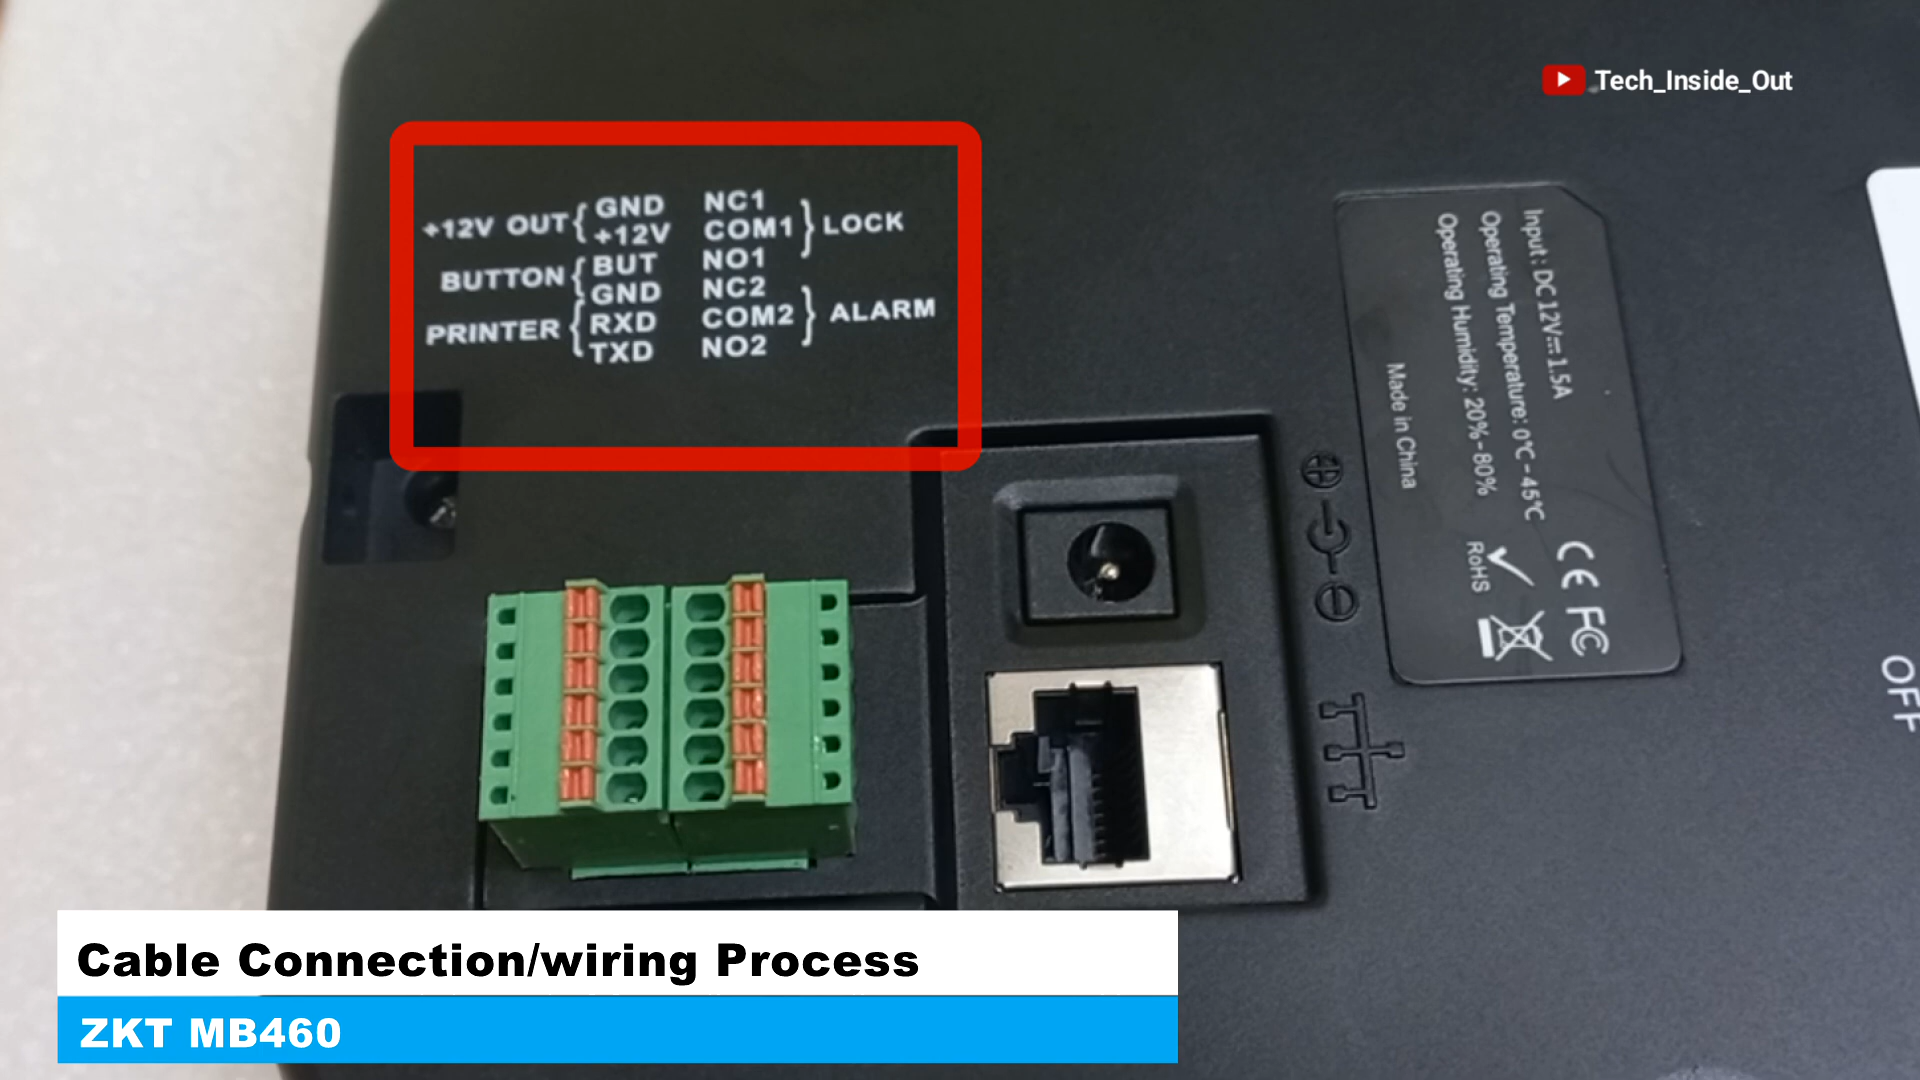 Tech_Inside_Out
+12V OUT { GND NC1
+12V COM1 } LOCK
BUTTON { BUT NO1
GND NC2
PRINTER { RXD COM2 } ALARM
TXD NO2
Input : DC 12V⎓1.5A
Operating Temperature: 0℃-45℃
Operating Humidity: 20%-80%
Made in China
RoHS
CE FC
OFF
Cable Connection/wiring Process
ZKT MB460